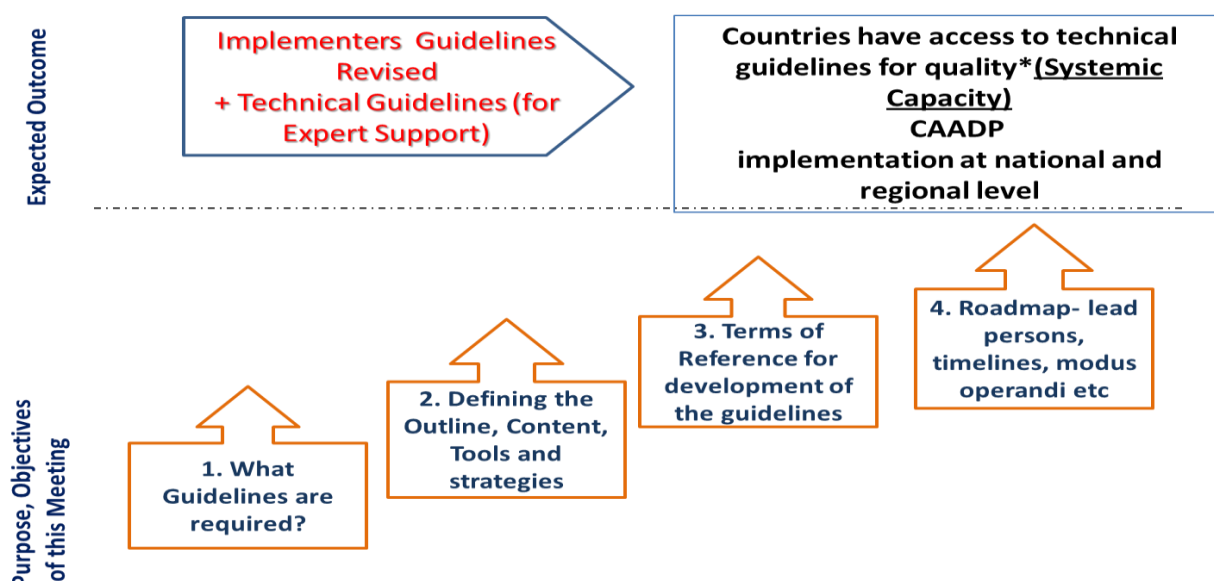 Expected Outcome
Implementers Guidelines
Revised
+ Technical Guidelines (for
Expert Support)
Countries have access to technical
guidelines for quality*(Systemic
Capacity)
CAADP
implementation at national and
regional level
Purpose, Objectives
of this Meeting
1. What
Guidelines are
required?
2. Defining the
Outline, Content,
Tools and
strategies
3. Terms of
Reference for
development of
the guidelines
4. Roadmap- lead
persons,
timelines, modus
operandi etc